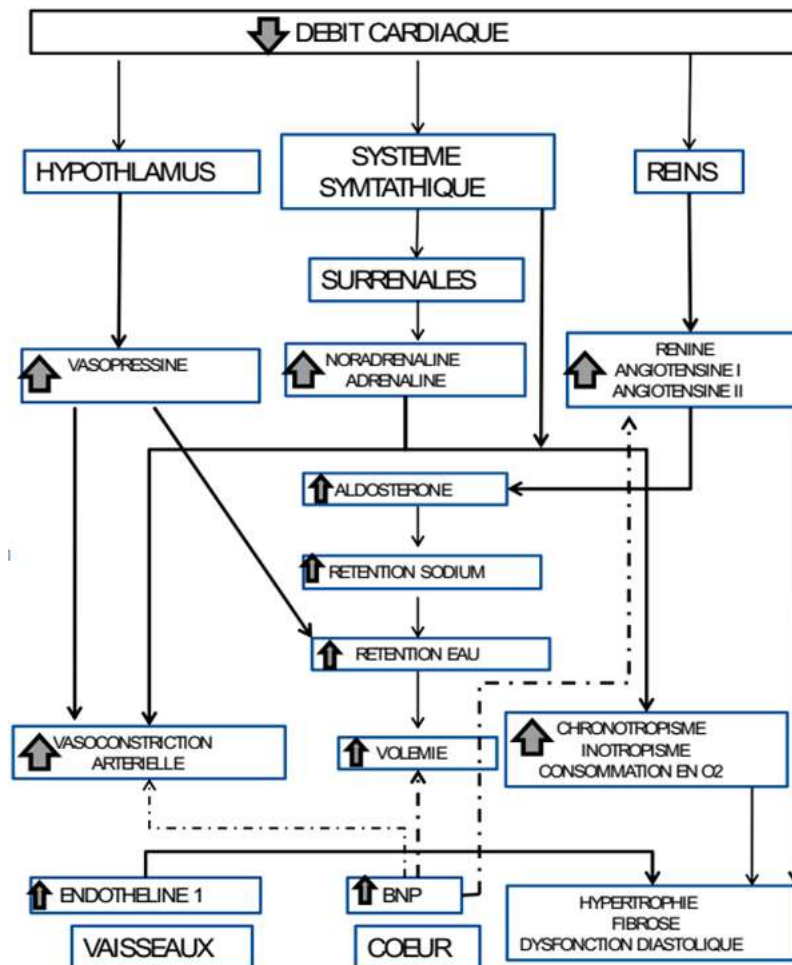 DEBIT CARDIAQUE
HYPOTHLAMUS
SYSTEME
SYMTATHIQUE
REINS
SURRENALES
VASOPRESSINE
NORADRENALINE
ADRENALINE
RENINE
ANGIOTENSINE I
ANGIOTENSINE II
ALDOSTERONE
RETENTION SODIUM
RETENTION EAU
VASOCONSTRICTION
ARTERIELLE
VOLEMIE
CHRONOTROPISME
INOTROPISME
CONSOMMATION EN O2
ENDOTHELINE 1
BNP
HYPERTROPHIE
FIBROSE
DYSFONCTION DIASTOLIQUE
VAISSEAUX
COEUR